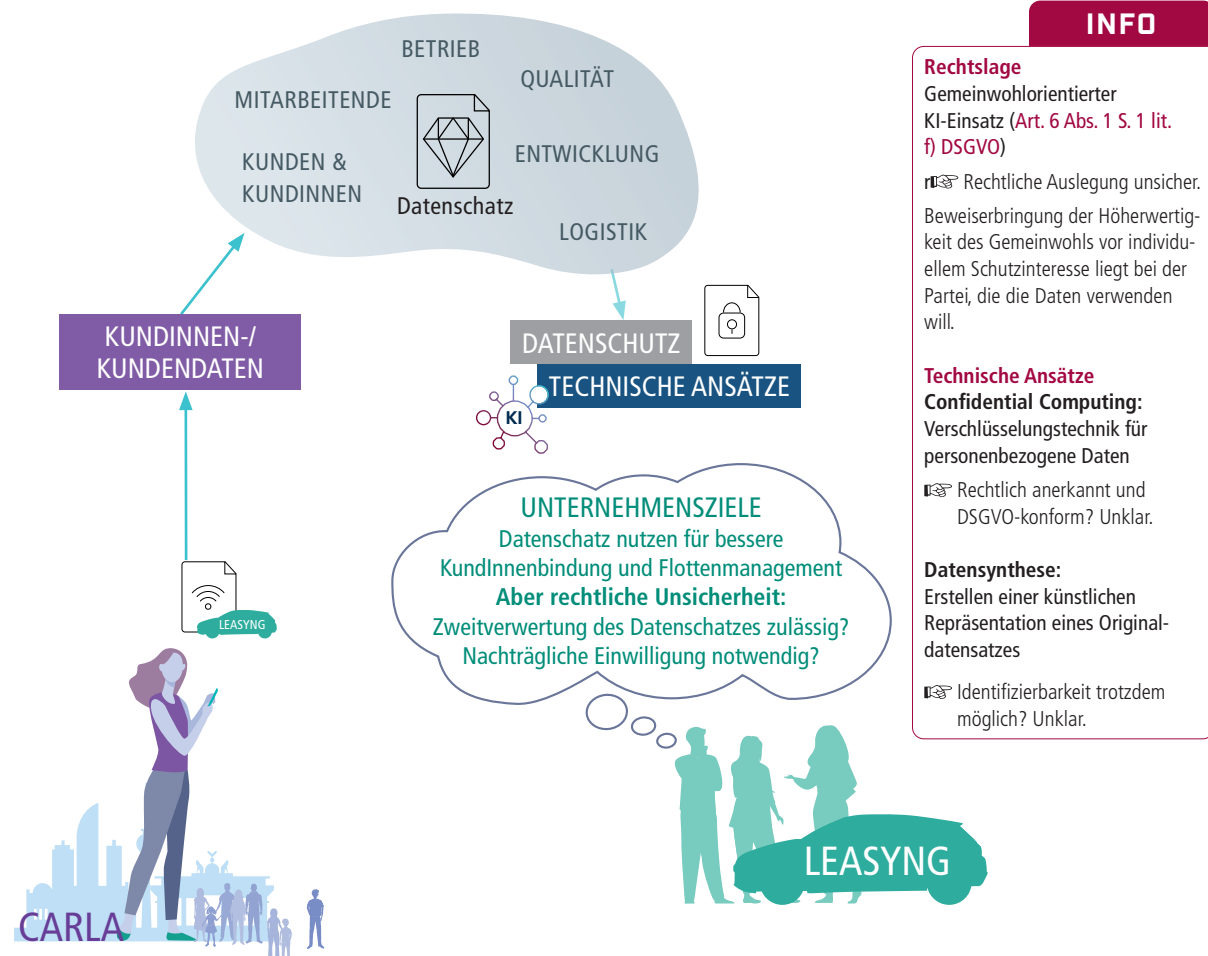 BETRIEB
QUALITÄT
MITARBEITENDE
ENTWICKLUNG
KUNDEN &
KUNDINNEN
Datenschatz
LOGISTIK
KUNDINNEN-/
KUNDENDATEN
DATENSCHUTZ
TECHNISCHE ANSÄTZE
KI
UNTERNEHMENSZIELE
Datenschatz nutzen für bessere
KundInnenbindung und Flottenmanagement
Aber rechtliche Unsicherheit:
Zweitverwertung des Datenschatzes zulässig?
Nachträgliche Einwilligung notwendig?
LEASYNG
CARLA
LEASYNG
INFO
Rechtslage
Gemeinwohlorientierter
KI-Einsatz (Art. 6 Abs. 1 S. 1 lit.
f) DSGVO)
r☞ Rechtliche Auslegung unsicher.
Beweiserbringung der Höherwertig-
keit des Gemeinwohls vor individu-
ellem Schutzinteresse liegt bei der
Partei, die die Daten verwenden
will.
Technische Ansätze
Confidential Computing:
Verschlüsselungstechnik für
personenbezogene Daten
☞ Rechtlich anerkannt und
DSGVO-konform? Unklar.
Datensynthese:
Erstellen einer künstlichen
Repräsentation eines Original-
datensatzes
☞ Identifizierbarkeit trotzdem
möglich? Unklar.